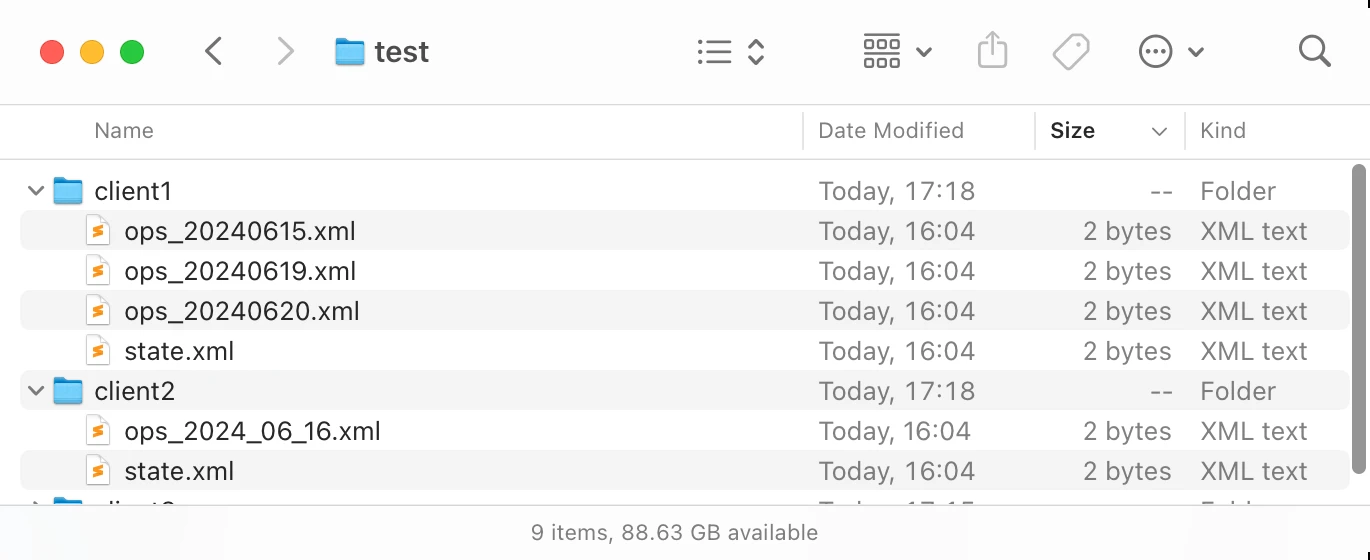 test
Name Date Modified Size Kind
client1 Today, 17:18 -- Folder
ops_20240615.xml Today, 16:04 2 bytes XML text
ops_20240619.xml Today, 16:04 2 bytes XML text
ops_20240620.xml Today, 16:04 2 bytes XML text
state.xml Today, 16:04 2 bytes XML text
client2 Today, 17:18 -- Folder
ops_2024_06_16.xml Today, 16:04 2 bytes XML text
state.xml Today, 16:04 2 bytes XML text
9 items, 88.63 GB available